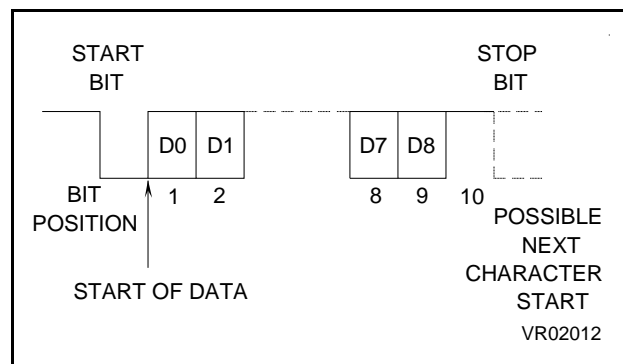 START BIT
STOP BIT
D0 D1 D7 D8
BIT POSITION
1 2 8 9 10
START OF DATA
POSSIBLE
NEXT
CHARACTER
START
VR02012